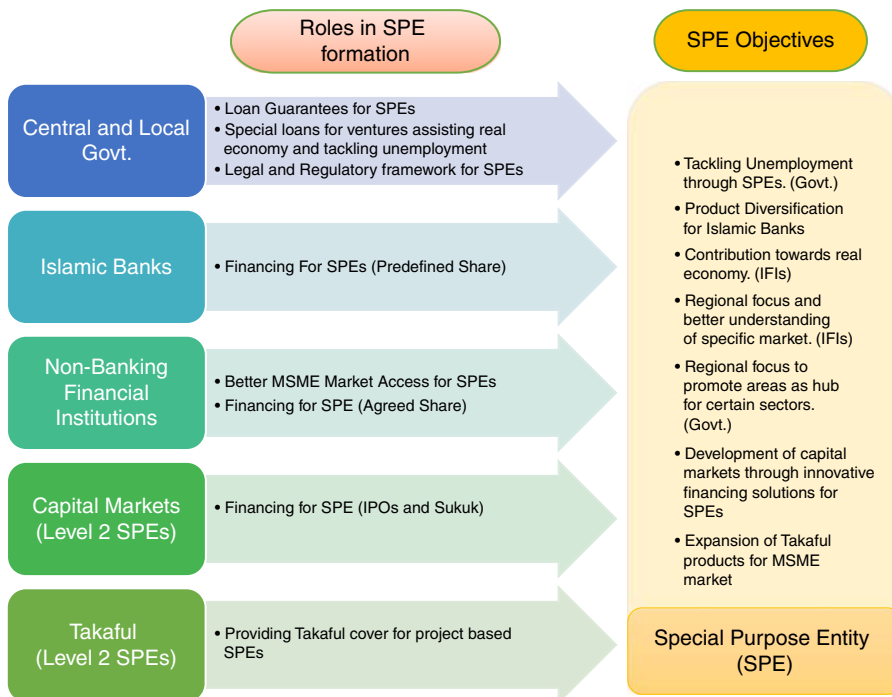 Roles in SPE
formation
SPE Objectives
Central and Local
Govt.
• Loan Guarantees for SPEs
• Special loans for ventures assisting real
economy and tackling unemployment
• Legal and Regulatory framework for SPEs
Islamic Banks
• Financing For SPEs (Predefined Share)
Non-Banking
Financial
Institutions
• Better MSME Market Access for SPEs
• Financing for SPE (Agreed Share)
Capital Markets
(Level 2 SPEs)
• Financing for SPE (IPOs and Sukuk)
Takaful
(Level 2 SPEs)
• Providing Takaful cover for project based
SPEs
• Tackling Unemployment
through SPEs. (Govt.)
• Product Diversification
for Islamic Banks
• Contribution towards real
economy. (IFIs)
• Regional focus and
better understanding
of specific market. (IFIs)
• Regional focus to
promote areas as hub
for certain sectors.
(Govt.)
• Development of capital
markets through innovative
financing solutions for
SPEs
• Expansion of Takaful
products for MSME
market
Special Purpose Entity
(SPE)